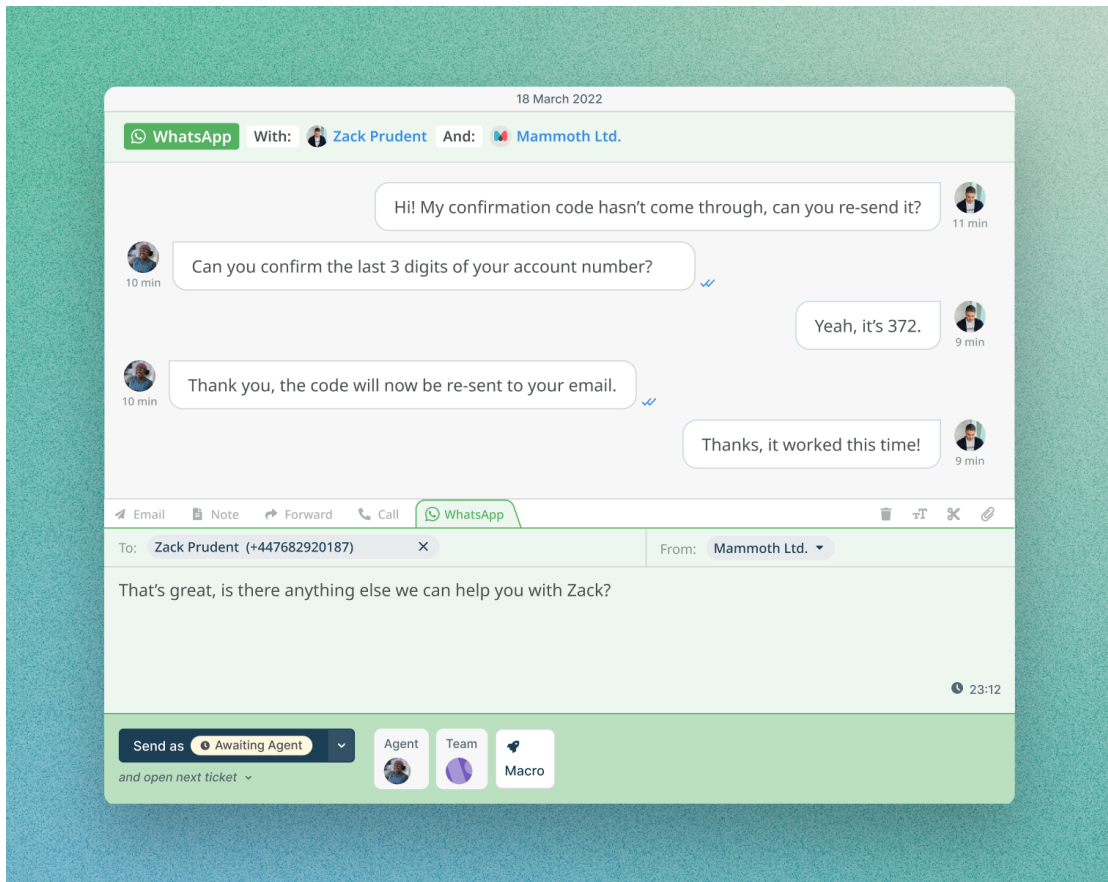 18 March 2022
WhatsApp With: Zack Prudent And: Mammoth Ltd.
Hi! My confirmation code hasn’t come through, can you re-send it?
11 min
Can you confirm the last 3 digits of your account number?
10 min
Yeah, it’s 372.
9 min
Thank you, the code will now be re-sent to your email.
10 min
Thanks, it worked this time!
9 min
Email Note Forward Call WhatsApp
To: Zack Prudent (+447682920187) From: Mammoth Ltd.
That’s great, is there anything else we can help you with Zack?
23:12
Send as Awaiting Agent
and open next ticket
Agent
Team
Macro